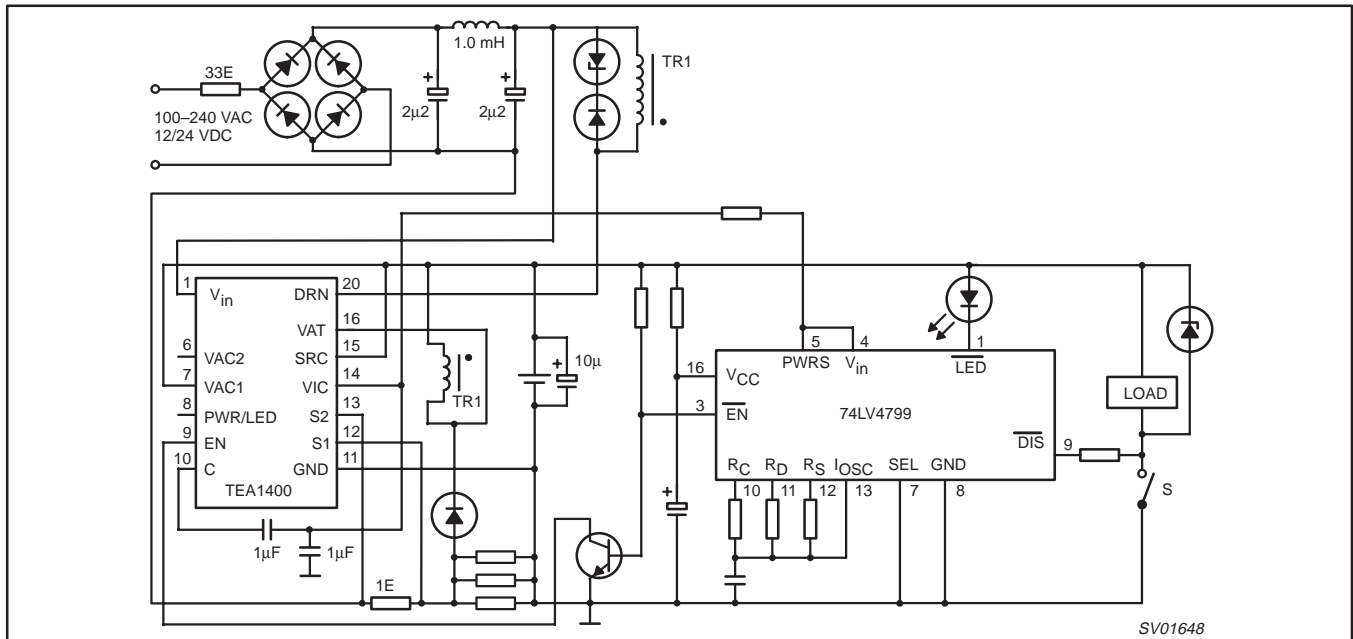 33E
100–240 VAC
12/24 VDC
1.0 mH
+
2µ2
+
2µ2
TR1
1
Vin
DRN
20
VAT
16
6
VAC2
SRC
15
7
VAC1
VIC
14
8
PWR/LED
S2
13
9
EN
S1
12
10
C
GND
11
TEA1400
TR1
+
10µ
1µF
1µF
1E
+
5
PWRS
4
Vin
1
LED
16
VCC
3
EN
74LV4799
DIS
9
RC
RD
RS
IOSC
SEL
GND
10
11
12
13
7
8
LOAD
S
SV01648